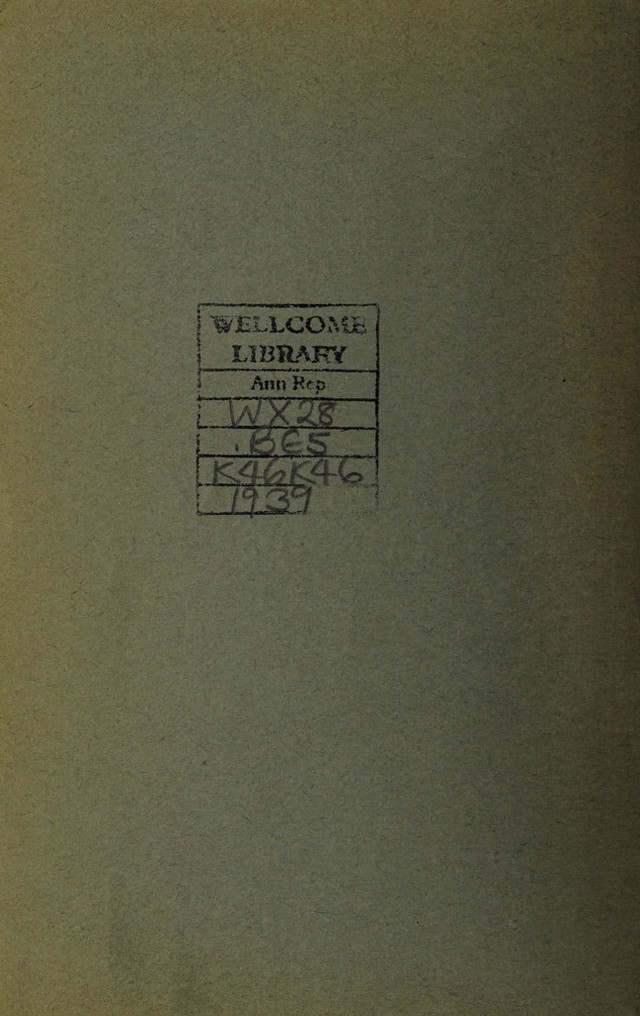 WELLCOME
LIBRARY
Ann Rep
WX28
.BE5
K46K46
1939